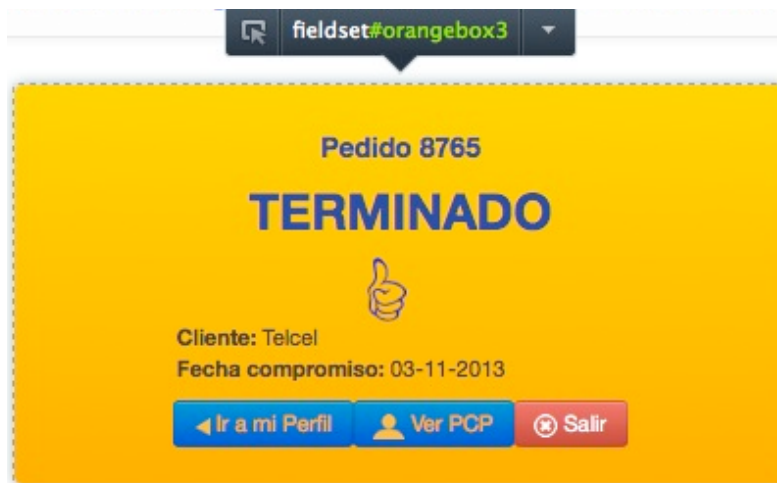 fieldset#orangebox3
Pedido 8765
TERMINADO
Cliente: Telcel
Fecha compromiso: 03-11-2013
Ir a mi Perfil Ver PCP Salir